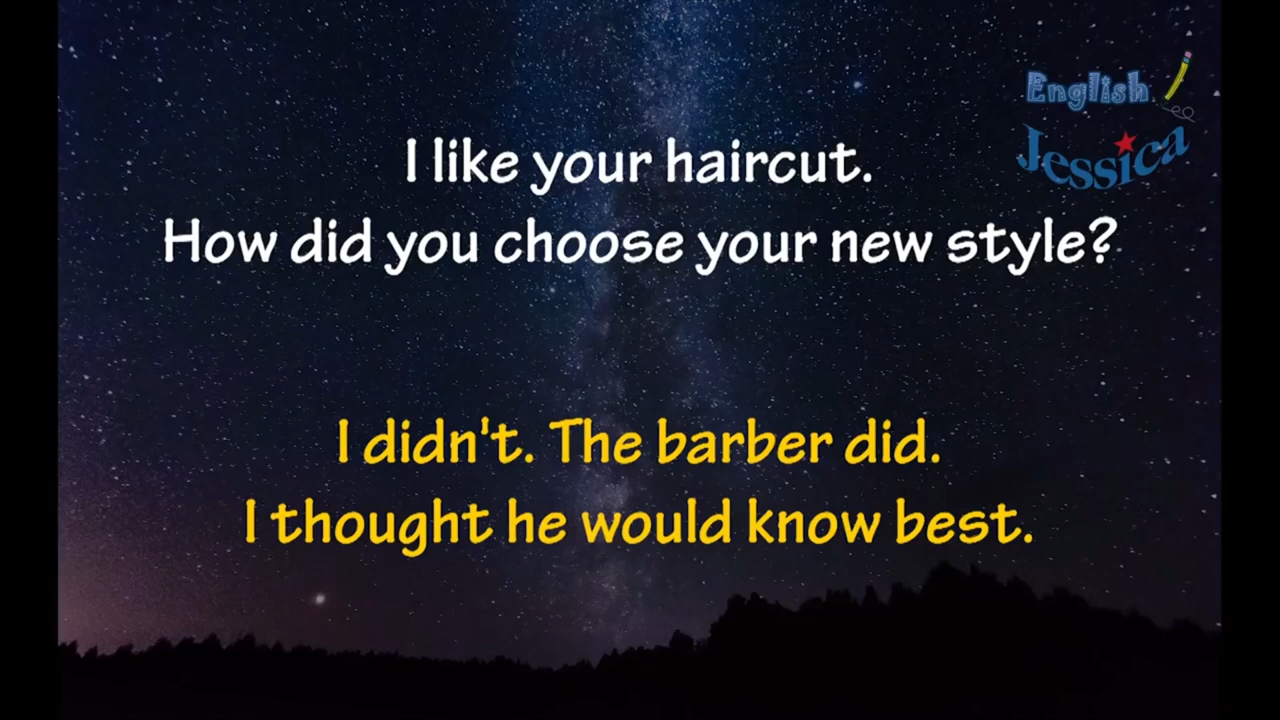 English
Jessica
I like your haircut.
How did you choose your new style?
I didn't. The barber did.
I thought he would know best.